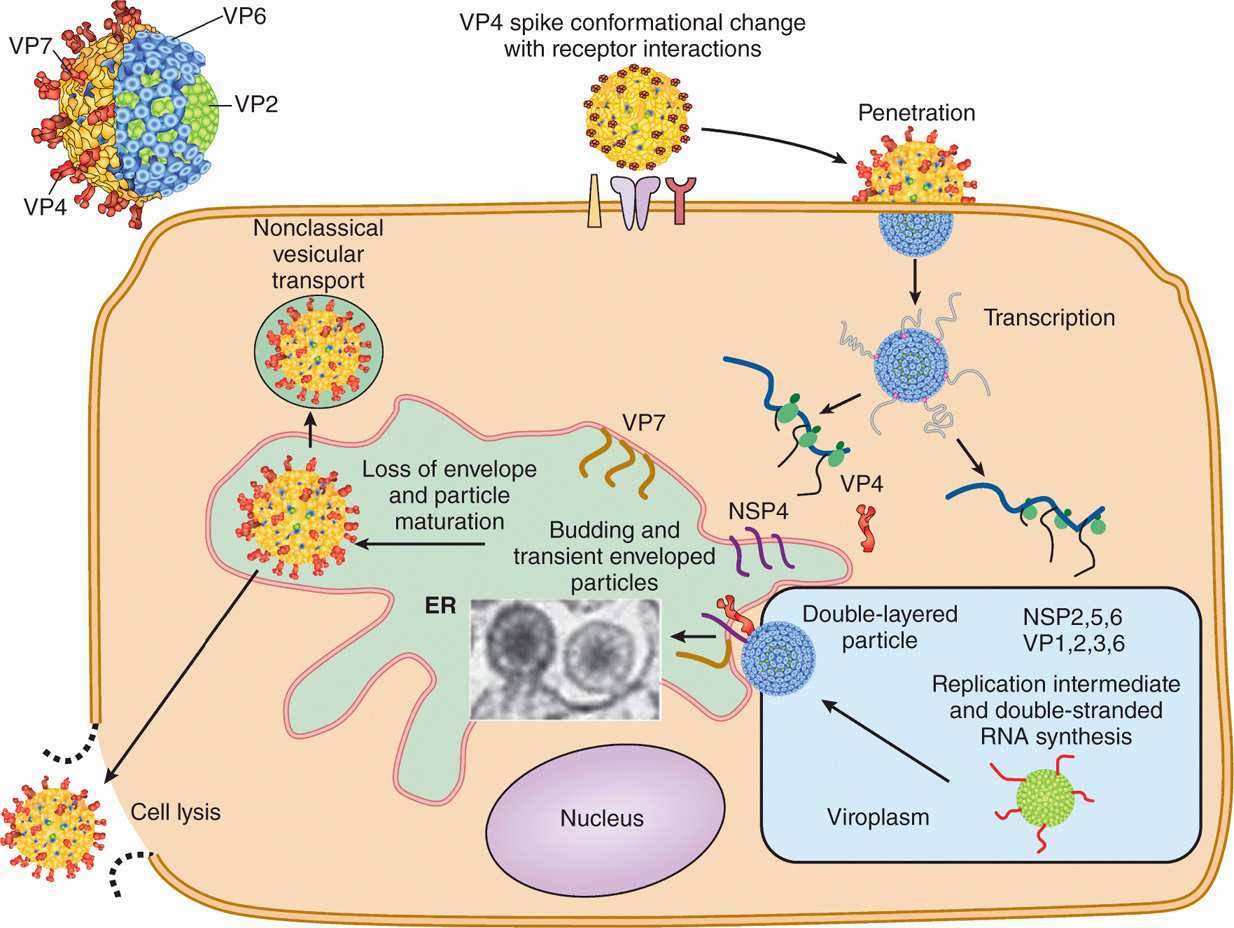 VP6
VP7
VP2
VP4
VP4 spike conformational change
with receptor interactions
Penetration
Nonclassical
vesicular
transport
Transcription
VP7
Loss of envelope
and particle
maturation
VP4
NSP4
Budding and
transient enveloped
particles
ER
Double-layered
particle
NSP2,5,6
VP1,2,3,6
Replication intermediate
and double-stranded
RNA synthesis
Viroplasm
Nucleus
Cell lysis